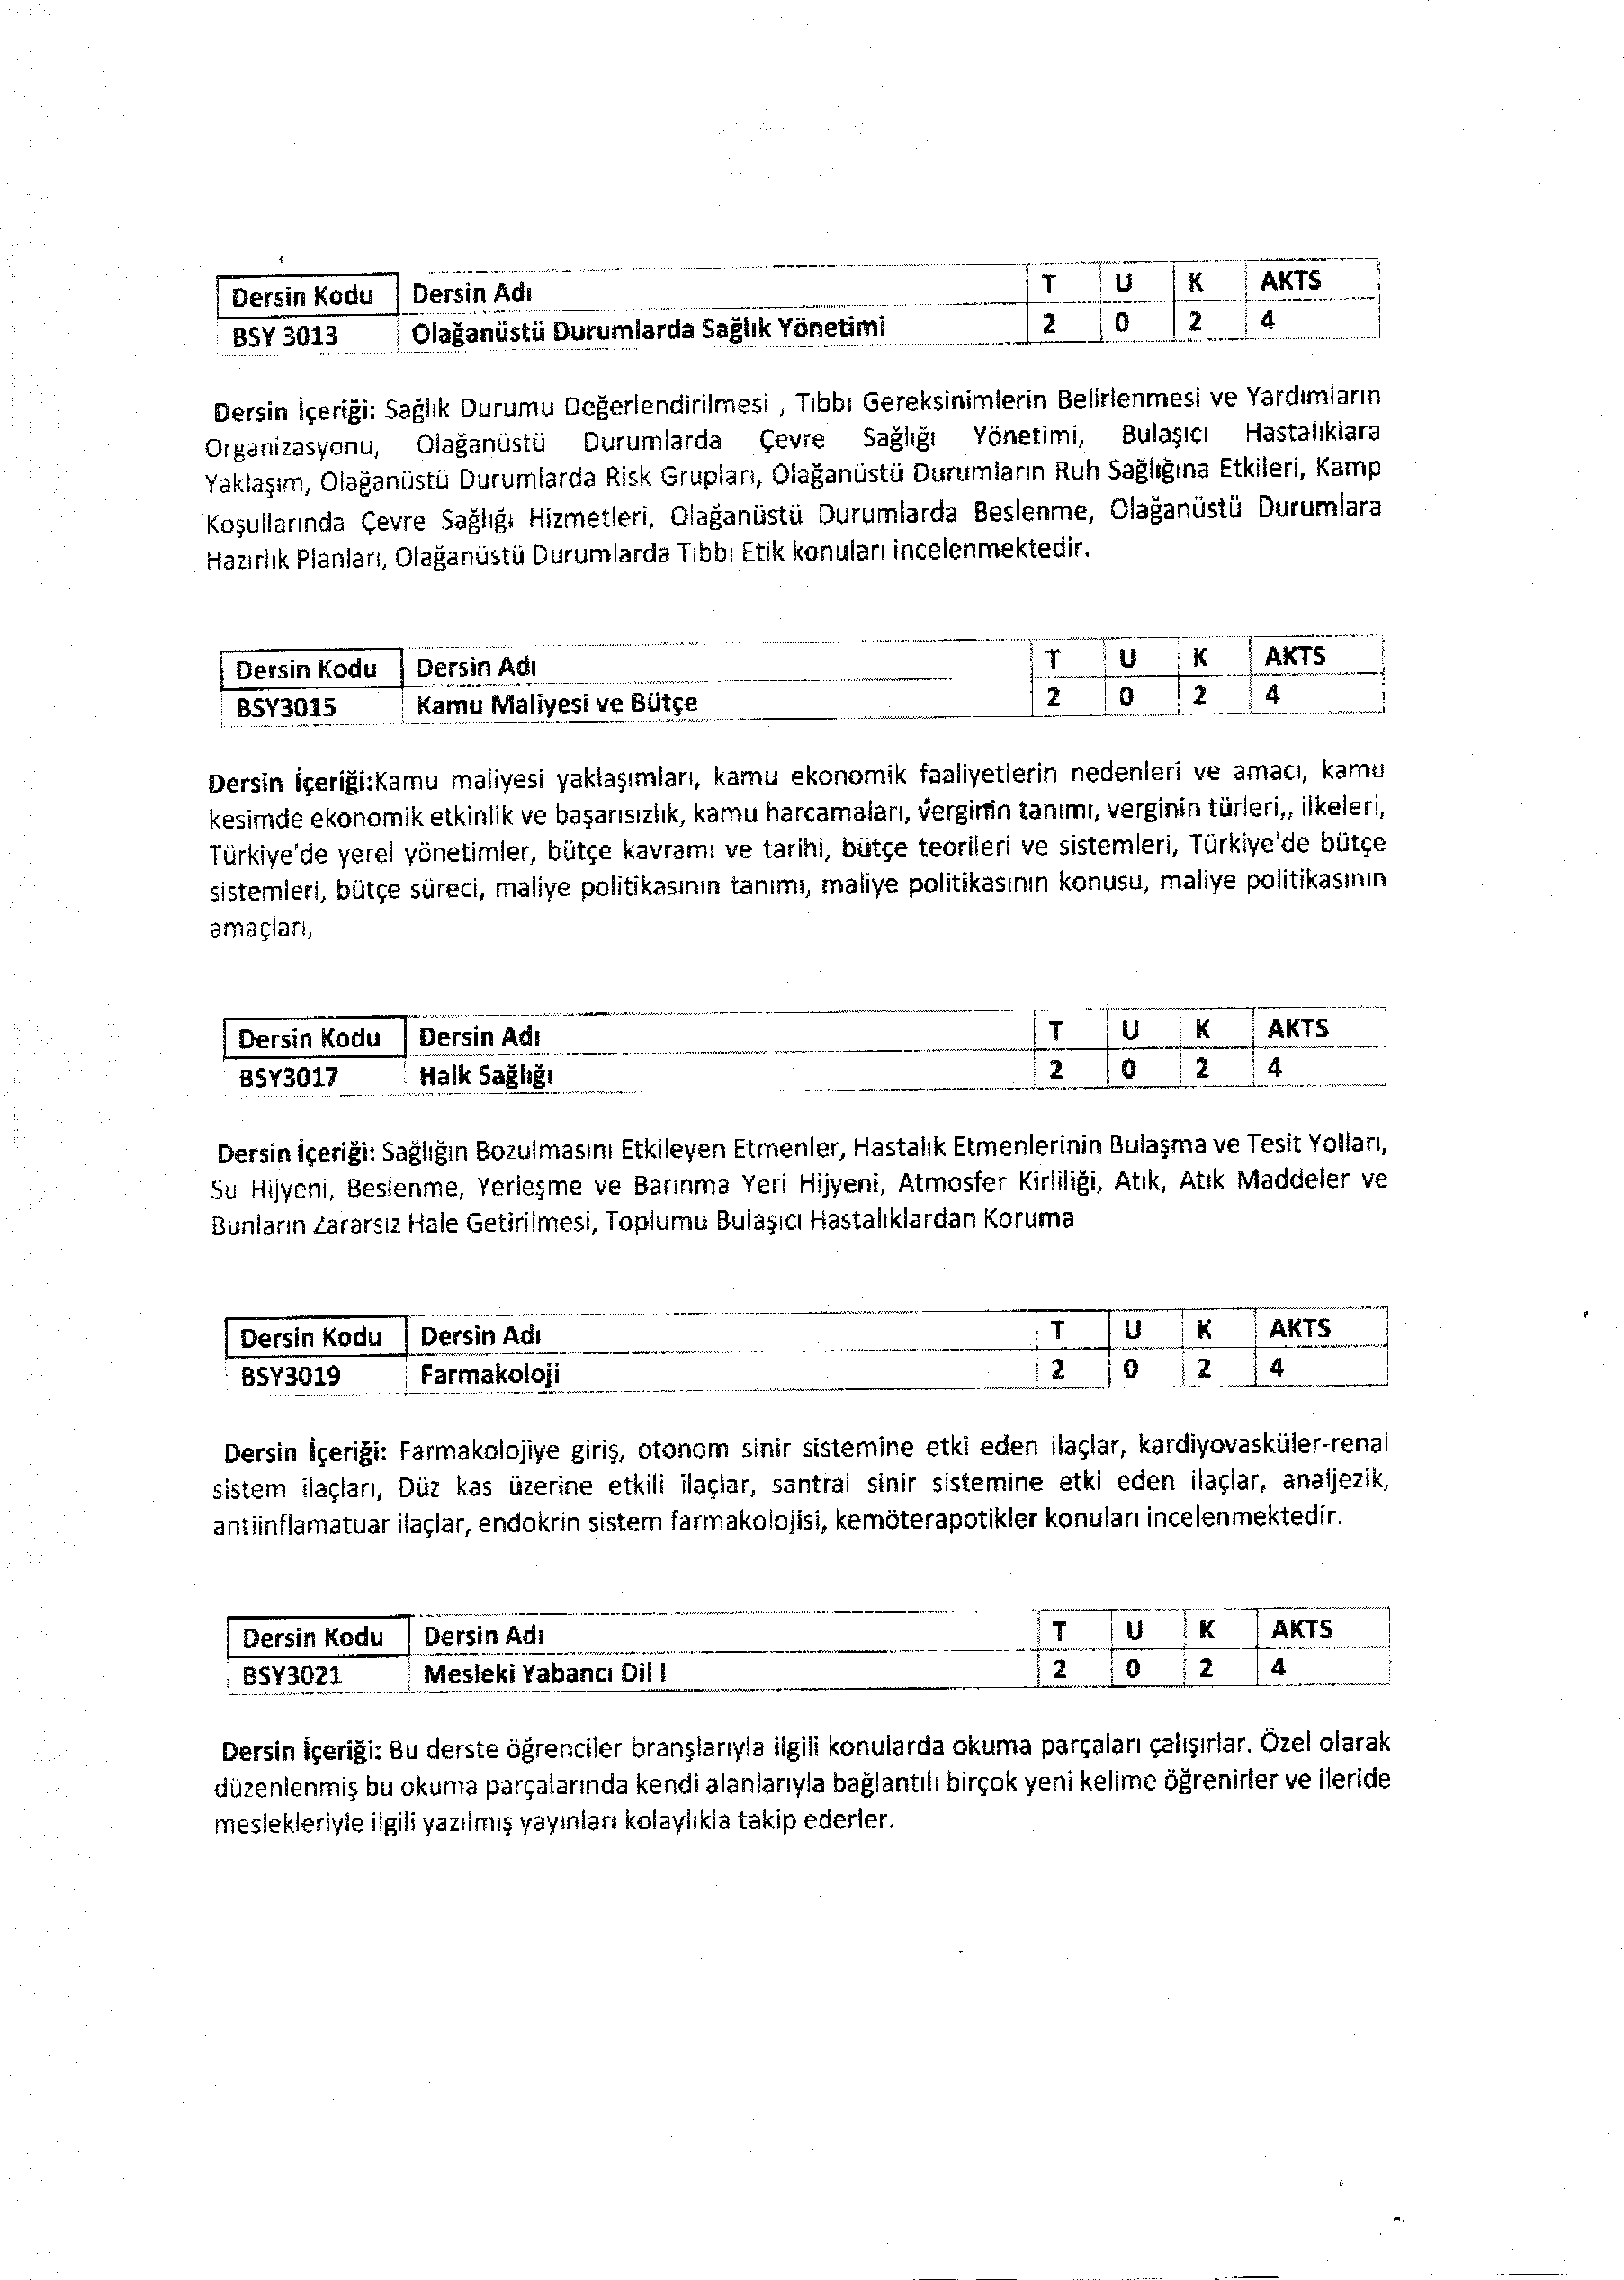 Dersin Kodu Dersin Adı T U K AKTS
BSY 3013 Olağanüstü Durumlarda Sağlık Yönetimi 2 0 2 4
Dersin İçeriği: Sağlık Durumu Değerlendirilmesi , Tıbbı Gereksinimlerin Belirlenmesi ve Yardımların
Organizasyonu, Olağanüstü Durumlarda Çevre Sağlığı Yönetimi, Bulaşıcı Hastalıklara
Yaklaşım, Olağanüstü Durumlarda Risk Grupları, Olağanüstü Durumların Ruh Sağlığına Etkileri, Kamp
Koşullarında Çevre Sağlığı Hizmetleri, Olağanüstü Durumlarda Beslenme, Olağanüstü Durumlara
Hazırlık Planları, Olağanüstü Durumlarda Tıbbı Etik konuları incelenmektedir.
Dersin Kodu Dersin Adı T U K AKTS
BSY3015 Kamu Maliyesi ve Bütçe 2 0 2 4
Dersin İçeriği:Kamu maliyesi yaklaşımları, kamu ekonomik faaliyetlerin nedenleri ve amacı, kamu
kesimde ekonomik etkinlik ve başarısızlık, kamu harcamaları, verginin tanımı, verginin türleri,, ilkeleri,
Türkiye'de yerel yönetimler, bütçe kavramı ve tarihi, bütçe teorileri ve sistemleri, Türkiye'de bütçe
sistemleri, bütçe süreci, maliye politikasının tanımı, maliye politikasının konusu, maliye politikasının
amaçları,
Dersin Kodu Dersin Adı T U K AKTS
BSY3017 Halk Sağlığı 2 0 2 4
Dersin İçeriği: Sağlığın Bozulmasını Etkileyen Etmenler, Hastalık Etmenlerinin Bulaşma ve Tesit Yolları,
Su Hijyeni, Beslenme, Yerleşme ve Barınma Yeri Hijyeni, Atmosfer Kirliliği, Atık, Atık Maddeler ve
Bunların Zararsız Hale Getirilmesi, Toplumu Bulaşıcı Hastalıklardan Koruma
Dersin Kodu Dersin Adı T U K AKTS
BSY3019 Farmakoloji 2 0 2 4
Dersin İçeriği: Farmakolojiye giriş, otonom sinir sistemine etki eden ilaçlar, kardiyovasküler-renal
sistem ilaçları, Düz kas üzerine etkili ilaçlar, santral sinir sistemine etki eden ilaçlar, analjezik,
antiinflamatuar ilaçlar, endokrin sistem farmakolojisi, kemöterapotikler konuları incelenmektedir.
Dersin Kodu Dersin Adı T U K AKTS
BSY3021 Mesleki Yabancı Dil I 2 0 2 4
Dersin İçeriği: Bu derste öğrenciler branşlarıyla ilgili konularda okuma parçaları çalışırlar. Özel olarak
düzenlenmiş bu okuma parçalarında kendi alanlarıyla bağlantılı birçok yeni kelime öğrenirler ve ileride
meslekleriyle ilgili yazılmış yayınları kolaylıkla takip ederler.